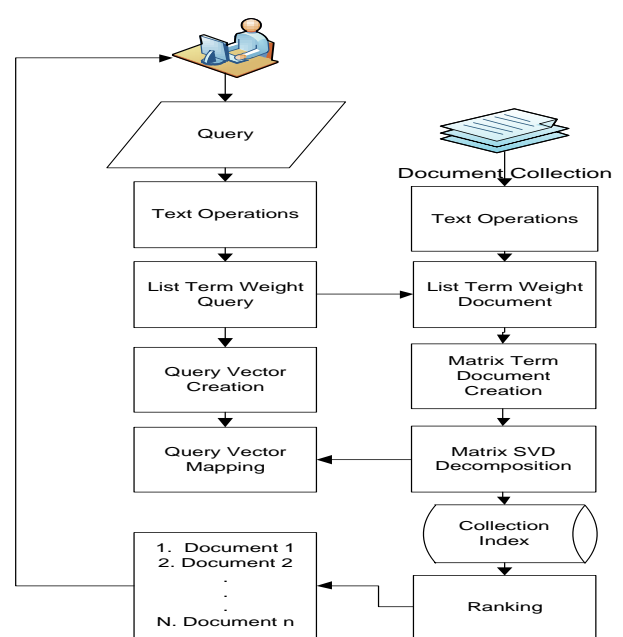 Query
Text Operations
List Term Weight
Query
Query Vector
Creation
Query Vector
Mapping
1. Document 1
2. Document 2
.
.
.
N. Document n
Document Collection
Text Operations
List Term Weight
Document
Matrix Term
Document
Creation
Matrix SVD
Decomposition
Collection
Index
Ranking